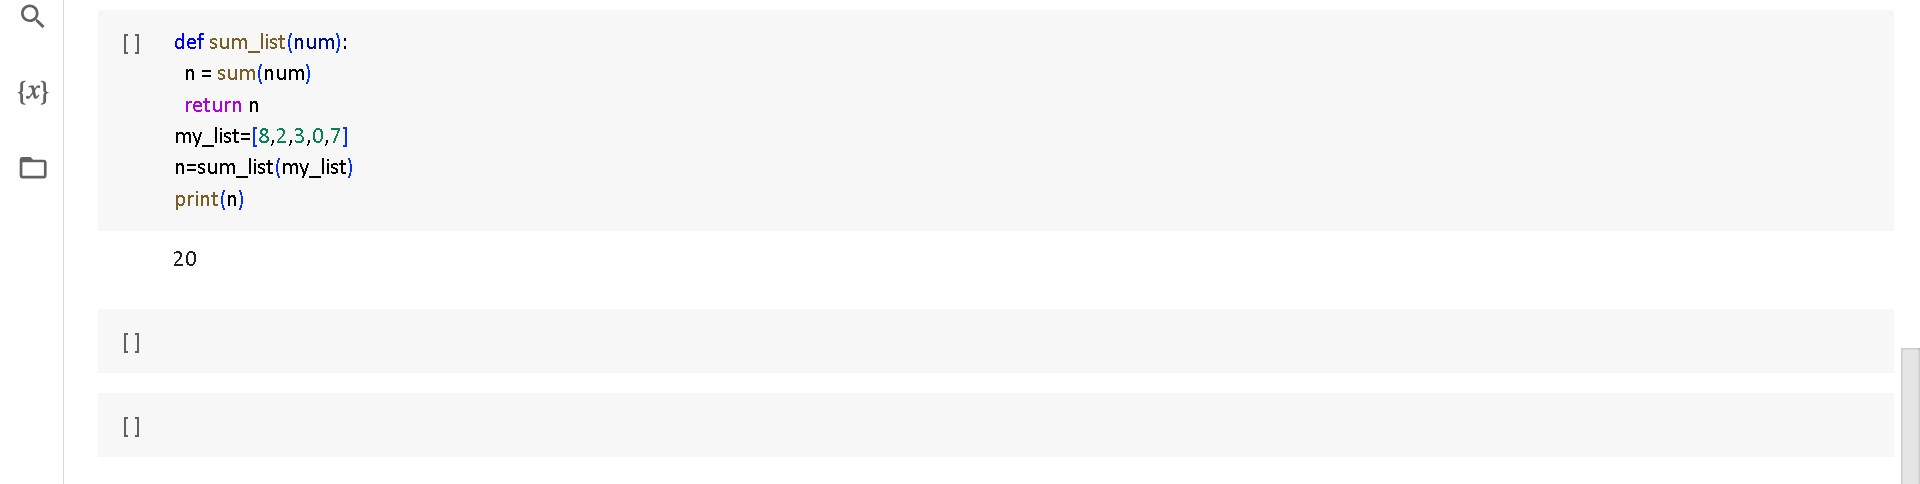 [ ] def sum_list(num):
n = sum(num)
return n
my_list=[8,2,3,0,7]
n=sum_list(my_list)
print(n)
20
[ ]
[ ]
{x}